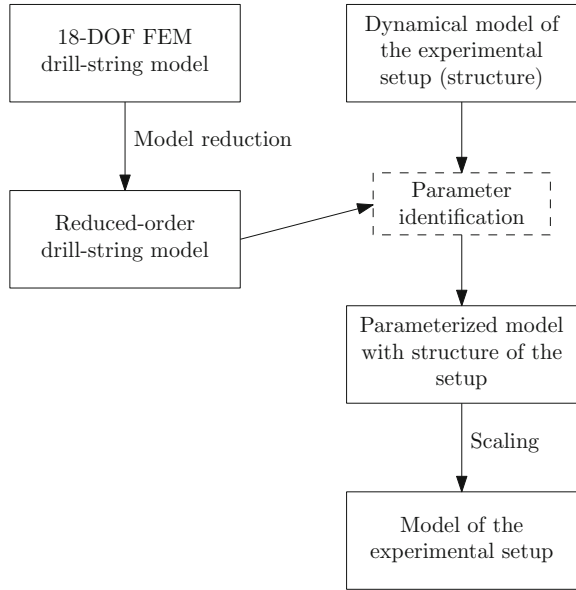 18-DOF FEM
drill-string model
Dynamical model of
the experimental
setup (structure)
Model reduction
Reduced-order
drill-string model
Parameter
identification
Parameterized model
with structure of the
setup
Scaling
Model of the
experimental setup